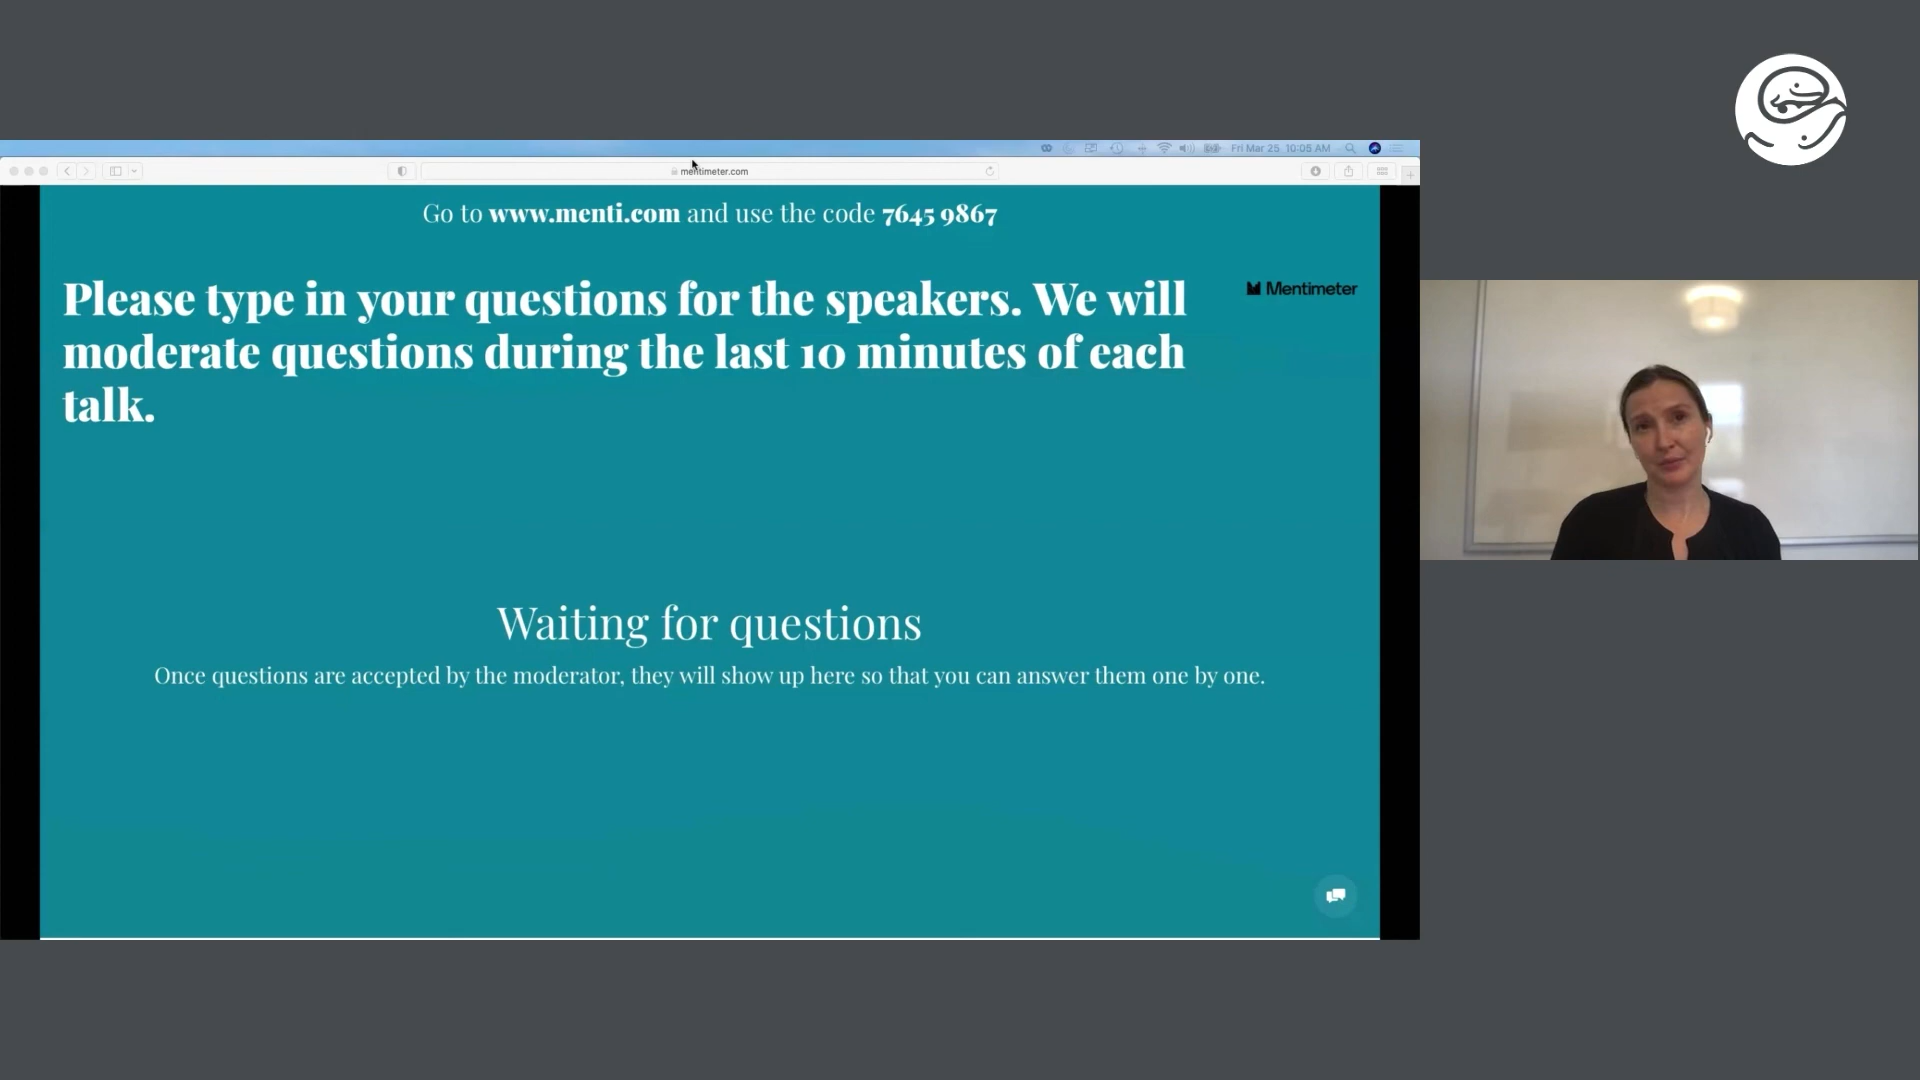 Fri Mar 25 10:05 AM
mentimeter.com
Go to www.menti.com and use the code 7645 9867
Please type in your questions for the speakers. We will
moderate questions during the last 10 minutes of each
talk.
Mentimeter
Waiting for questions
Once questions are accepted by the moderator, they will show up here so that you can answer them one by one.